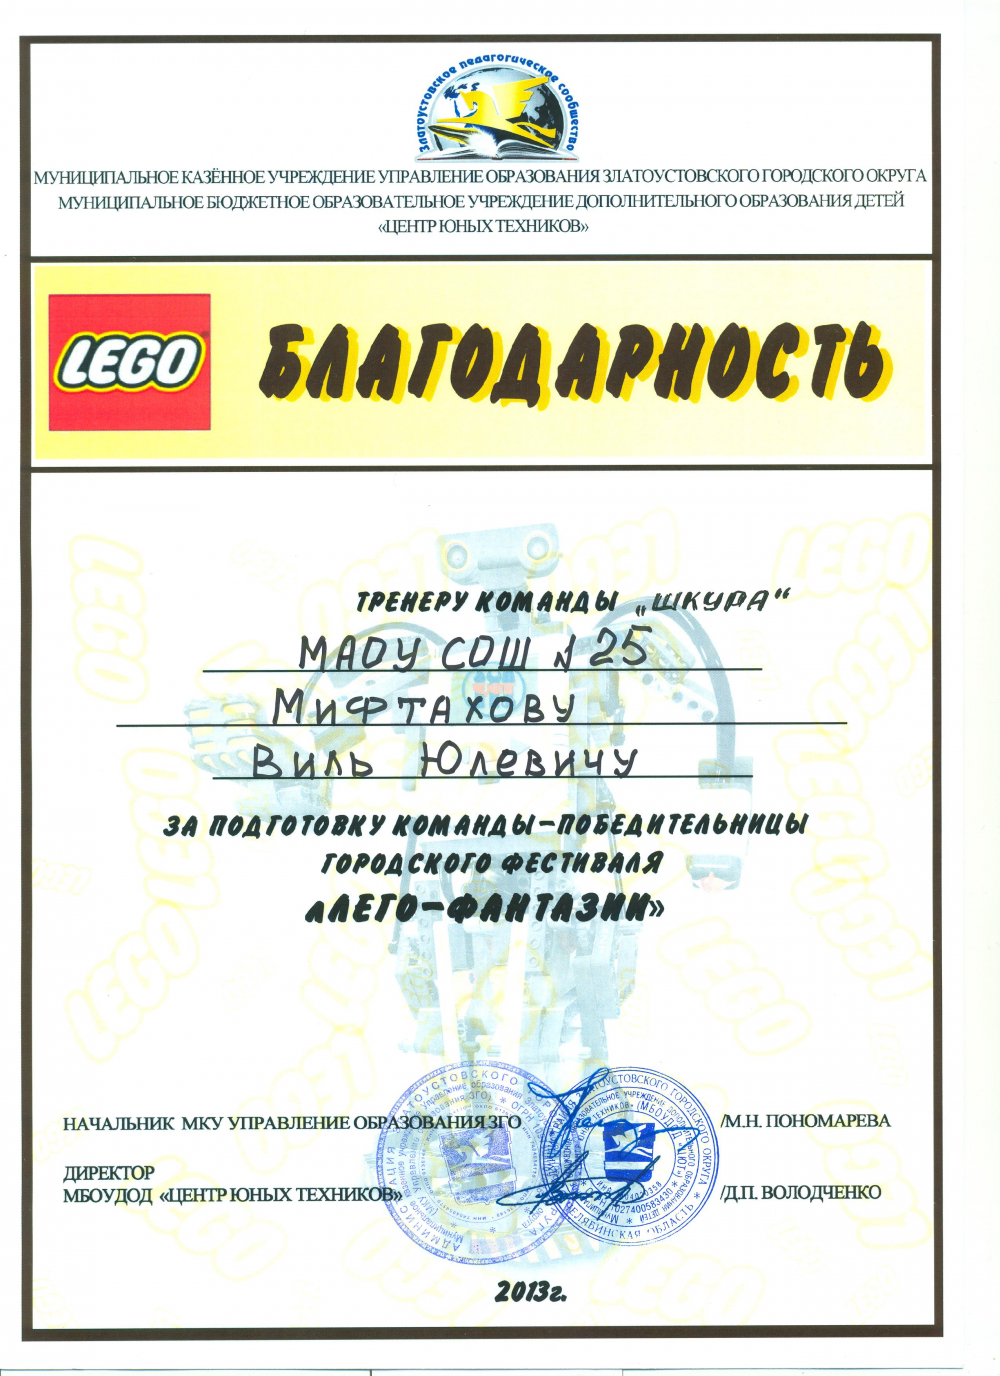 Златоустовское педагогическое сообщество
МУНИЦИПАЛЬНОЕ КАЗЁННОЕ УЧРЕЖДЕНИЕ УПРАВЛЕНИЕ ОБРАЗОВАНИЯ ЗЛАТОУСТОВСКОГО ГОРОДСКОГО ОКРУГА
МУНИЦИПАЛЬНОЕ БЮДЖЕТНОЕ ОБРАЗОВАТЕЛЬНОЕ УЧРЕЖДЕНИЕ ДОПОЛНИТЕЛЬНОГО ОБРАЗОВАНИЯ ДЕТЕЙ
«ЦЕНТР ЮНЫХ ТЕХНИКОВ»
LEGO
БЛАГОДАРНОСТЬ
ТРЕНЕРУ КОМАНДЫ „ШКУРА“
МАОУ СОШ №25
МИФТАХОВУ
ВИЛЬ ЮЛЕВИЧУ
ЗА ПОДГОТОВКУ КОМАНДЫ-ПОБЕДИТЕЛЬНИЦЫ
ГОРОДСКОГО ФЕСТИВАЛЯ
«ЛЕГО-ФАНТАЗИИ»
НАЧАЛЬНИК МКУ УПРАВЛЕНИЕ ОБРАЗОВАНИЯ ЗГО /М.Н. ПОНОМАРЕВА
ДИРЕКТОР
МБОУДОД «ЦЕНТР ЮНЫХ ТЕХНИКОВ» /Д.П. ВОЛОДЧЕНКО
2013г.